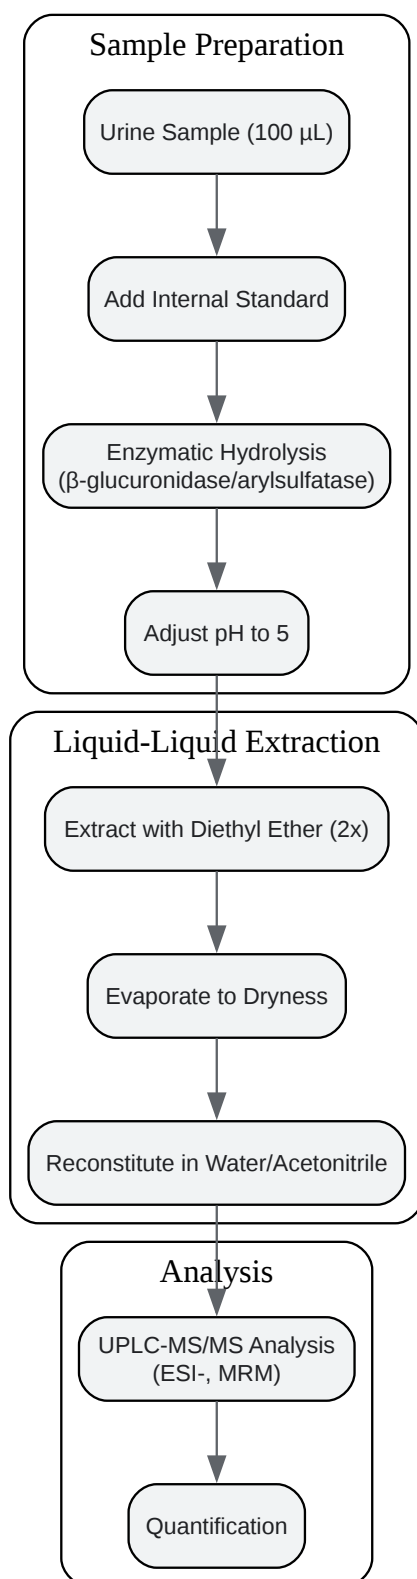 Sample Preparation
Urine Sample (100 µL)
Add Internal Standard
Enzymatic Hydrolysis
(β-glucuronidase/arylsulfatase)
Adjust pH to 5
Liquid-Liquid Extraction
Extract with Diethyl Ether (2x)
Evaporate to Dryness
Reconstitute in Water/Acetonitrile
Analysis
UPLC-MS/MS Analysis
(ESI-, MRM)
Quantification